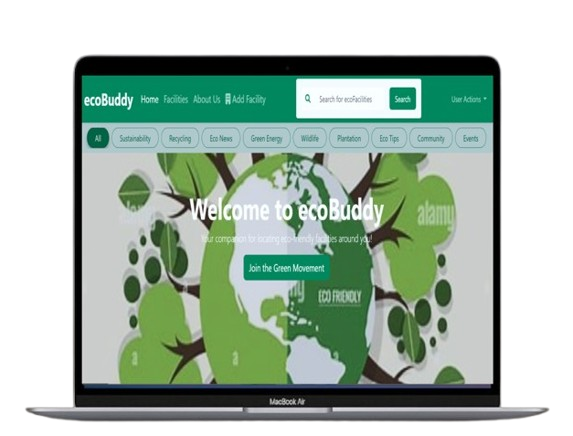 ecoBuddy Home Facilities About Us Add Facility Search for ecoFacilities Search User Actions
All Sustainability Recycling Eco News Green Energy Wildlife Plantation Eco Tips Community Events
alamy
Welcome to ecoBuddy
Your companion for locating eco-friendly facilities around you!
Join the Green Movement
ECO FRIENDLY
a
a
MacBook Air